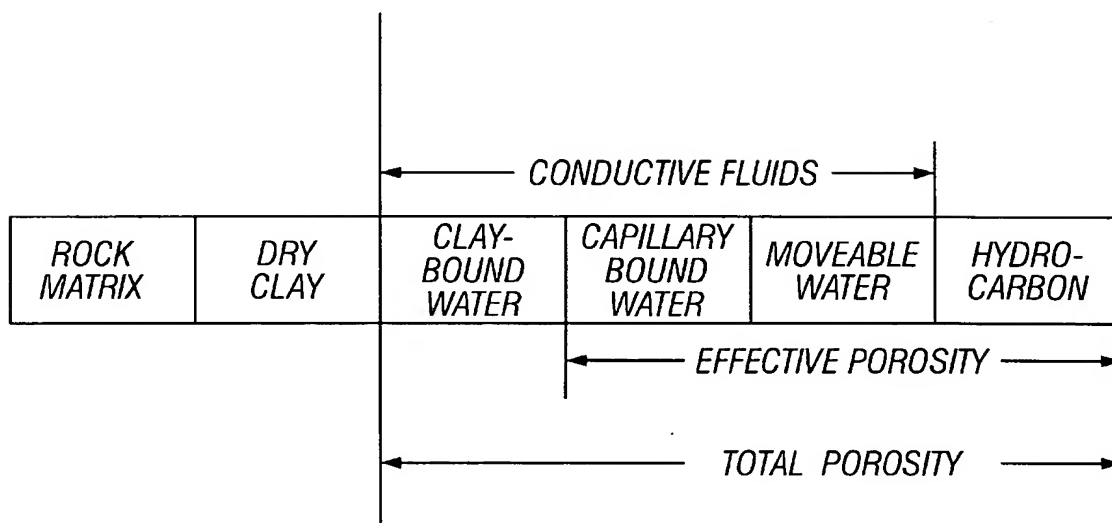 CONDUCTIVE FLUIDS
ROCK
MATRIX
DRY
CLAY
CLAY-
BOUND
WATER
CAPILLARY
BOUND
WATER
MOVEABLE
WATER
HYDRO-
CARBON
EFFECTIVE POROSITY
TOTAL POROSITY